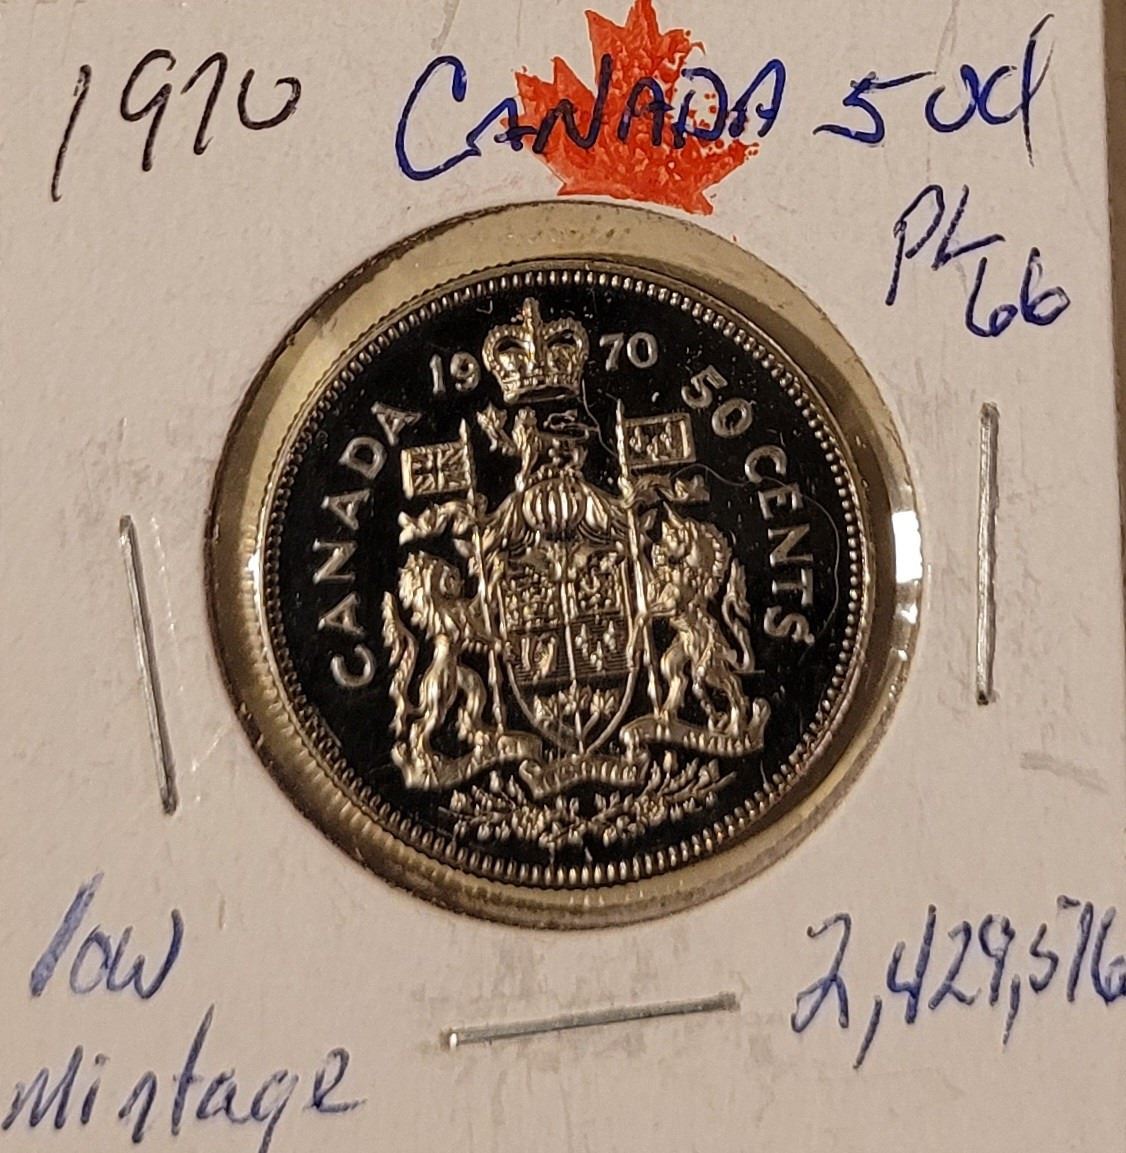 1970 CANADA 50¢
PL
66
19 70
CANADA
50 CENTS
low
Mintage
2,429,516